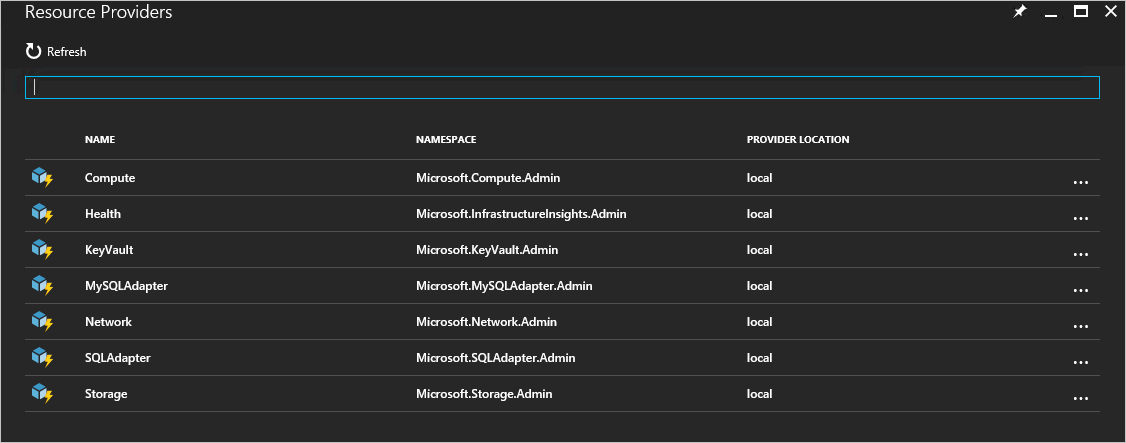 Resource Providers
Refresh
NAME NAMESPACE PROVIDER LOCATION
Compute Microsoft.Compute.Admin local ...
Health Microsoft.InfrastructureInsights.Admin local ...
KeyVault Microsoft.KeyVault.Admin local ...
MySQLAdapter Microsoft.MySQLAdapter.Admin local ...
Network Microsoft.Network.Admin local ...
SQLAdapter Microsoft.SQLAdapter.Admin local ...
Storage Microsoft.Storage.Admin local ...